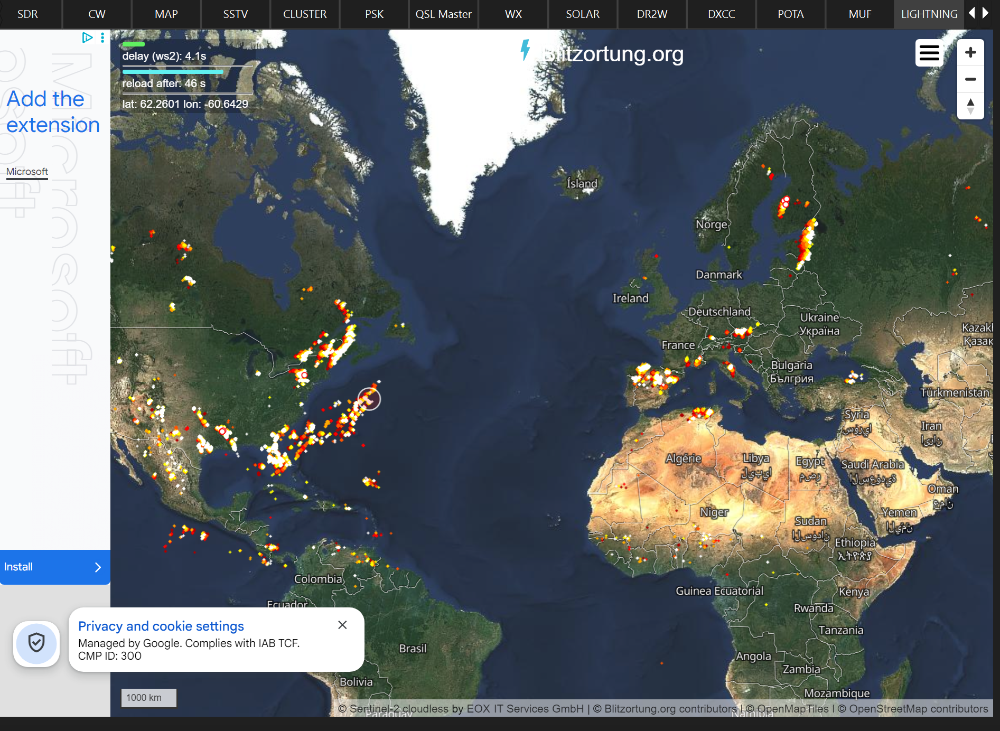 SDR CW MAP SSTV CLUSTER PSK QSL Master WX SOLAR DR2W DXCC POTA MUF LIGHTNING
delay (ws2): 4.1s
reload after: 46 s
lat: 62.2601 lon: -60.6429
Blitzortung.org
Add the
extension
Microsoft
Microsoft
Install
Ísland
Norge
Danmark
Ireland
Deutschland
Ukraine
Україна
France
Kazakl
Қазақ
Bulgaria
България
Türkmenistan
Syria
سوريا
Iran
ایران
Algérie
Libya
ليبيا
Egypt
مصر
Saudi Arabia
السعودية
Oman
عمان
Niger
Sudan
السودان
Yemen
اليمن
Ethiopia
ኢትዮጵያ
Colombia
Guinea Ecuatorial
Kenya
Ecuador
Rwanda
Tanzania
Brasil
Angola
Zambia
Bolivia
Mozambique
Paraguay
Namibia
Privacy and cookie settings
Managed by Google. Complies with IAB TCF.
CMP ID: 300
1000 km
© Sentinel-2 cloudless by EOX IT Services GmbH | © Blitzortung.org contributors | © OpenMapTiles | © OpenStreetMap contributors